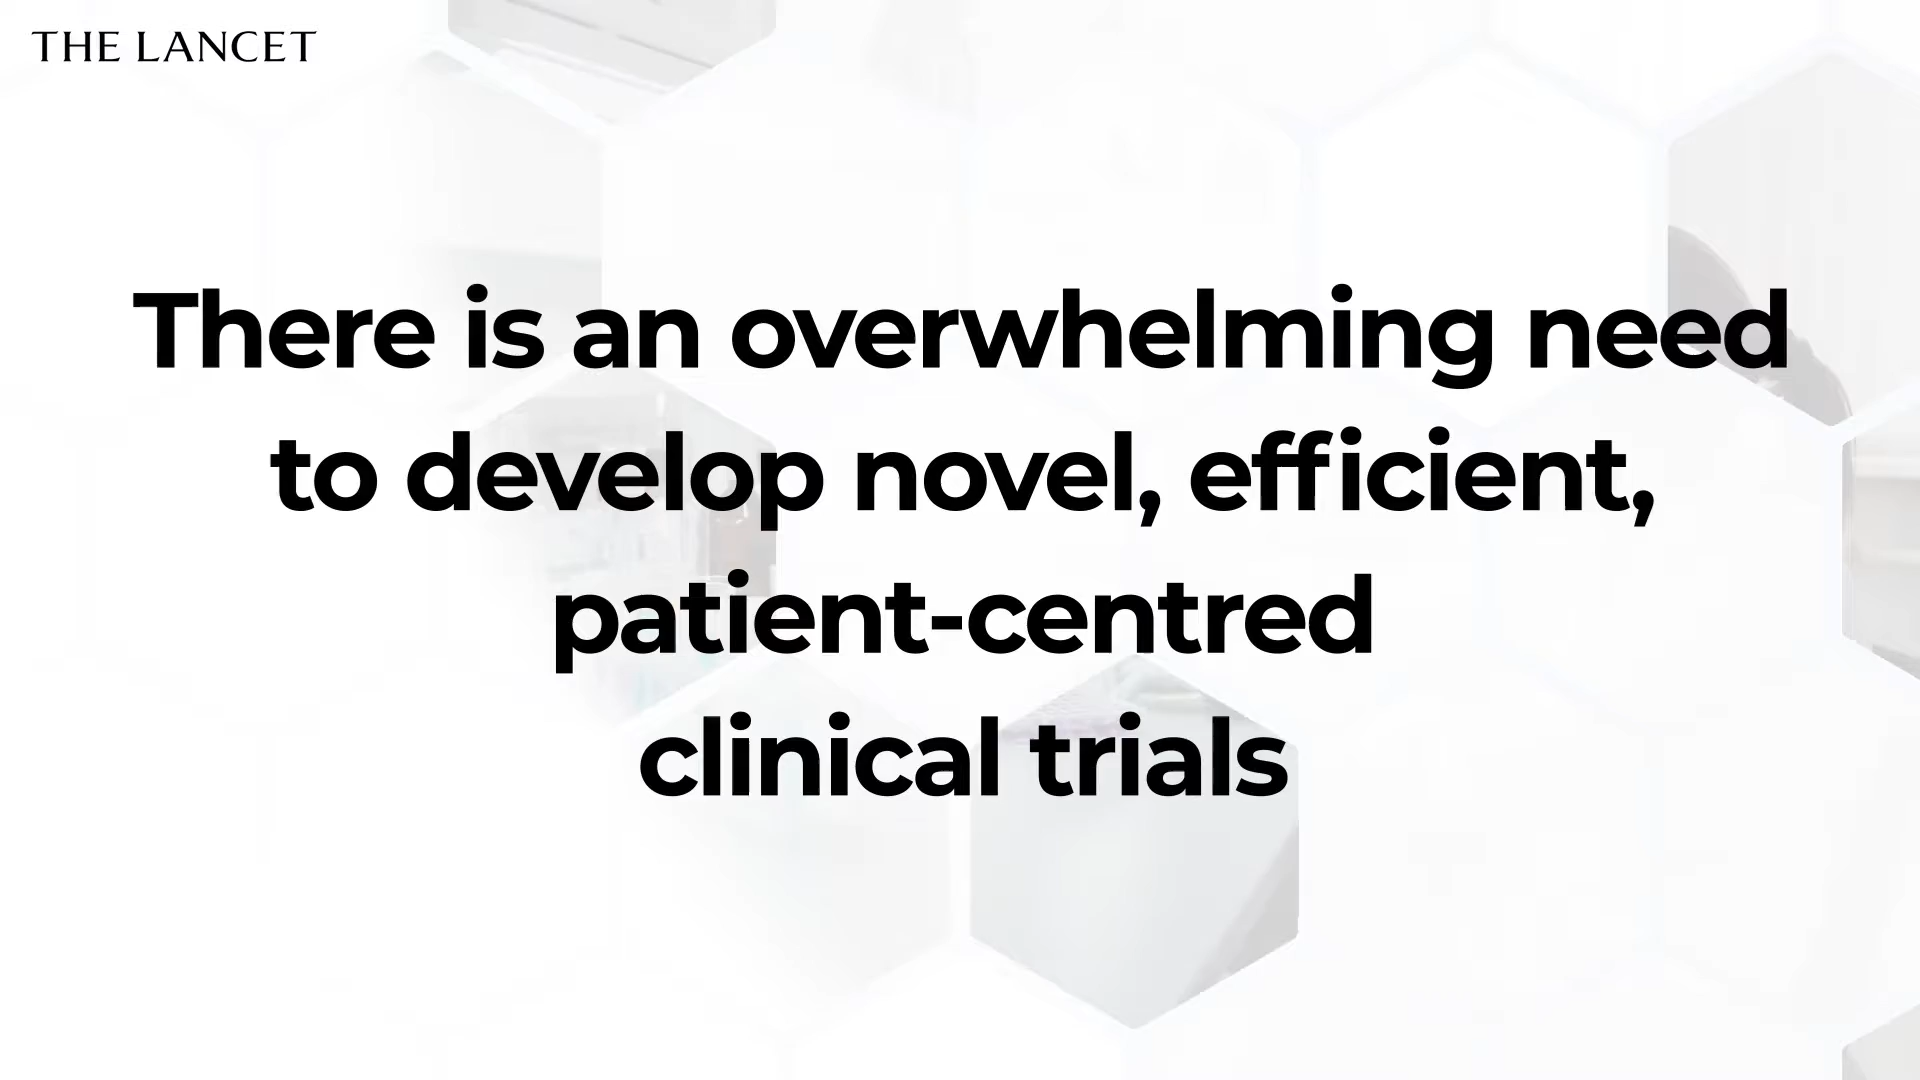 THE LANCET
There is an overwhelming need
to develop novel, efficient,
patient-centred
clinical trials